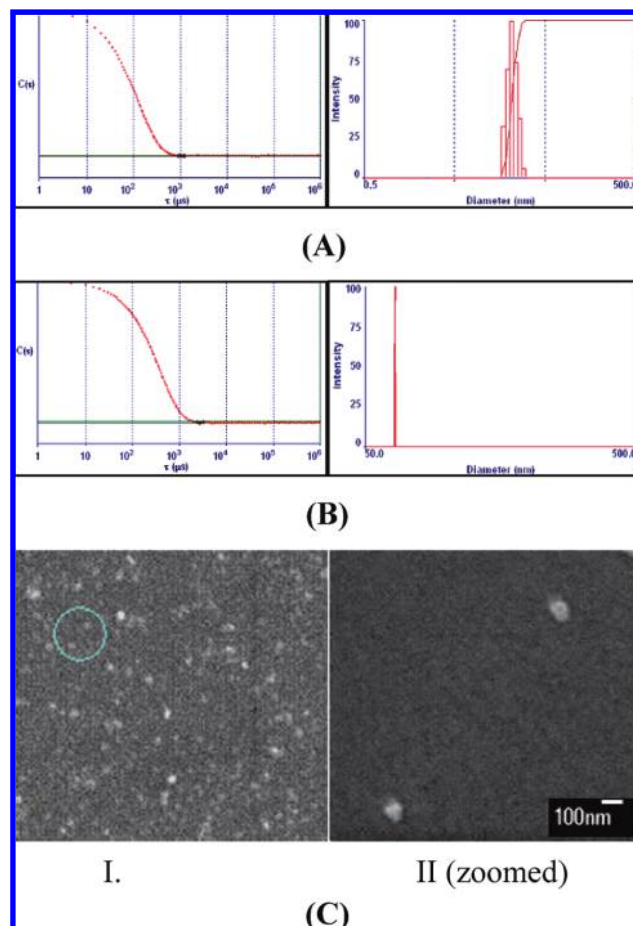 C(τ)
1 10 10² 10³ 10⁴ 10⁵ 10⁶
τ (µs)
100
75
50
25
0
Intensity
0.5 500.0
Diameter (nm)
(A)
C(τ)
1 10 10² 10³ 10⁴ 10⁵ 10⁶
τ (µs)
100
75
50
25
0
Intensity
50.0 500.0
Diameter (nm)
(B)
100nm
I. II (zoomed)
(C)